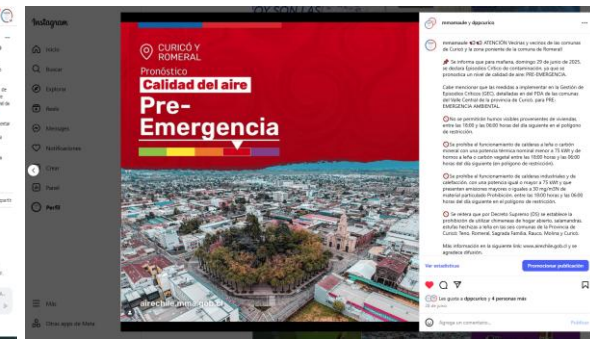 Instagram
Inicio
Buscar
Explorar
Reels
Mensajes
Notificaciones
Crear
Panel
Perfil
Más
Otras apps de Meta
CURICÓ Y
ROMERAL
Pronóstico
Calidad del aire
Pre-
Emergencia
airechile.mma.gob.cl
mmamaule y dppcurico
mmamaule ATENCIÓN Vecinas y vecinos de las comunas
de Curicó y la zona poniente de la comuna de Romeral:
Se informa que para mañana, domingo 29 de junio de 2025,
se declara Episodio Crítico de contaminación, ya que se
pronostica un nivel de calidad de aire: PRE-EMERGENCIA.
Cabe mencionar que las medidas a implementar en la Gestión de
Episodios Críticos (GEC), detalladas en del PDA de las comunas
del Valle Central de la provincia de Curicó, para PRE-
EMERGENCIA AMBIENTAL:
No se permitirán humos visibles provenientes de viviendas,
entre las 18:00 y las 06:00 horas del día siguiente en el polígono
de restricción.
Se prohíbe el funcionamiento de calderas a leña o carbón
mineral con una potencia térmica nominal menor a 75 kW y de
hornos a leña o carbón vegetal entre las 18:00 horas y las 06:00
horas del día siguiente (en polígono de restricción).
Se prohíbe el funcionamiento de calderas industriales y de
calefacción, con una potencia igual o mayor a 75 kW y que
presenten emisiones mayores o iguales a 30 mg/m3N de
material particulado Prohibición, entre las 18:00 horas y las 06:00
horas del día siguiente en el polígono de restricción.
Se reitera que por Decreto Supremo (DS) se establece la
prohibición de utilizar chimeneas de hogar abierto, salamandras,
estufas hechizas a leña en las seis comunas de la Provincia de
Curicó: Teno, Romeral, Sagrada Familia, Rauco, Molina y Curicó.
Más información en la siguiente link: www.airechile.gob.cl y se
agradece difusión.
Ver estadísticas
Promocionar publicación
Les gusta a dppcurico y 4 personas más
28 de junio
Agrega un comentario...
Publicar